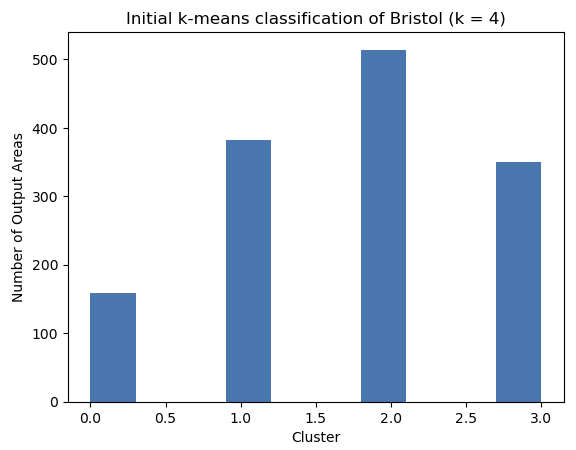 Initial k-means classification of Bristol (k = 4)
500
400
300
200
100
0
Number of Output Areas
0.0 0.5 1.0 1.5 2.0 2.5 3.0
Cluster